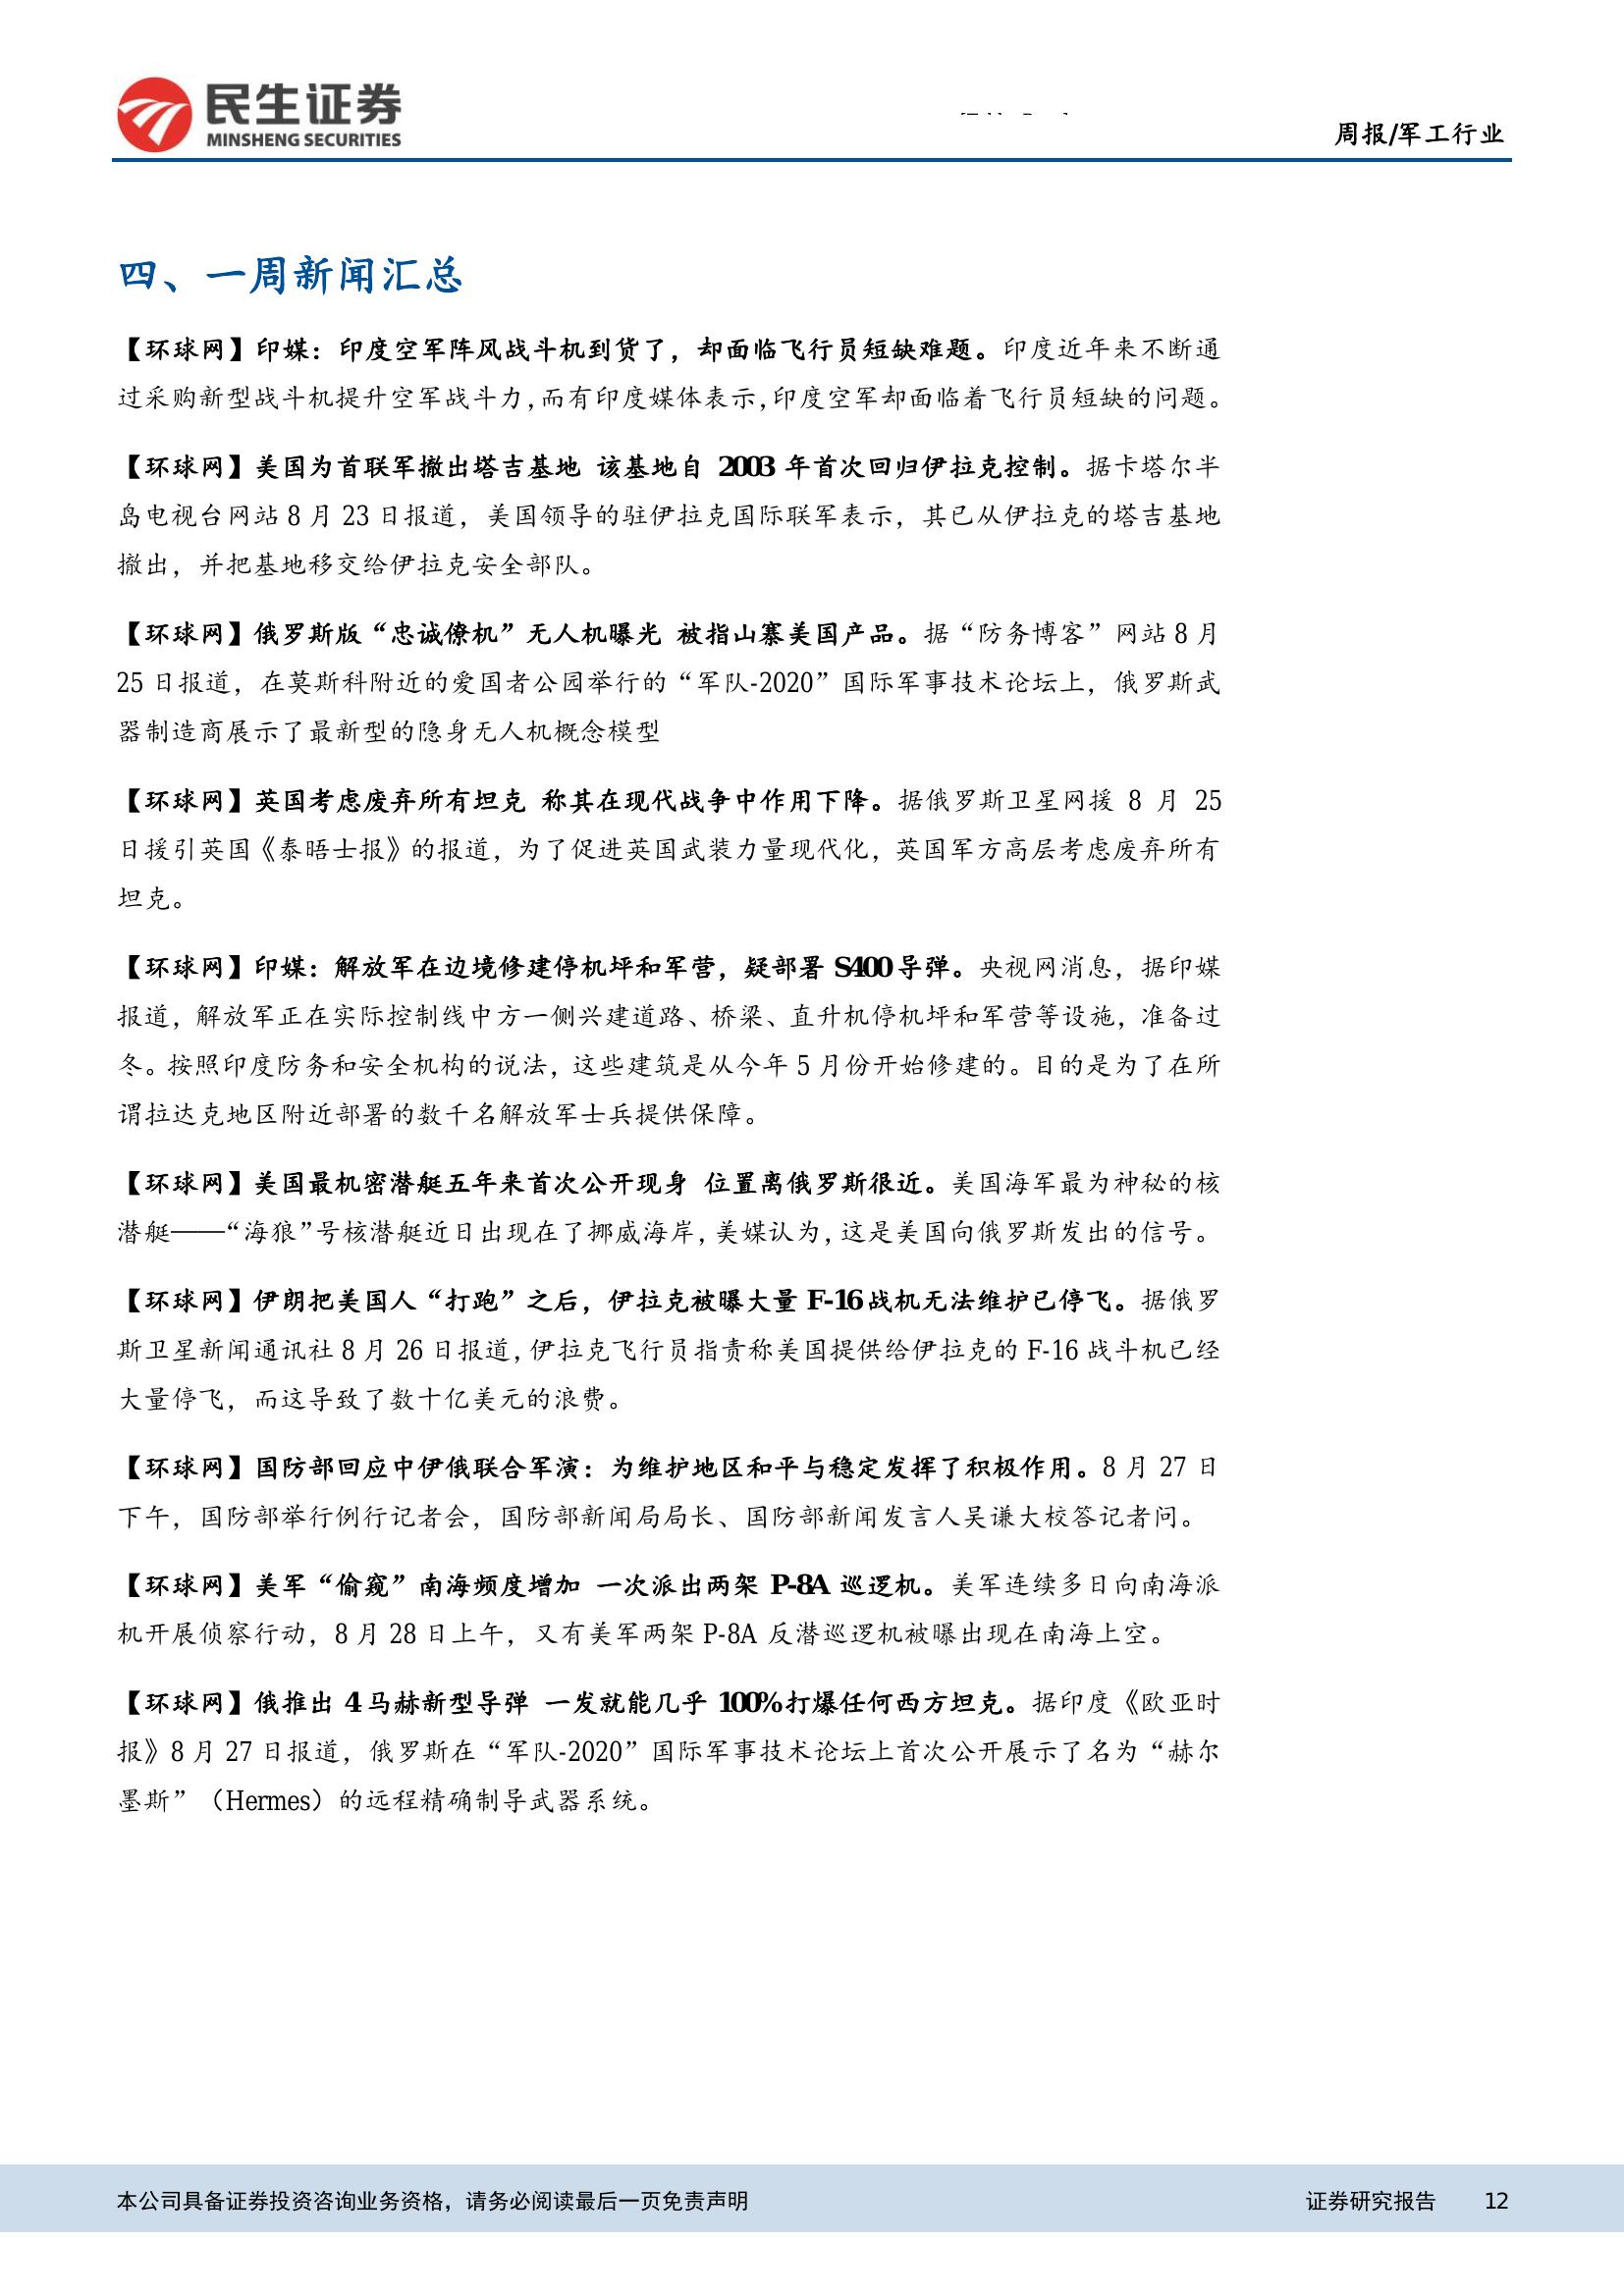 民生证券
MINSHENG SECURITIES
周报/军工行业
四、一周新闻汇总
【环球网】印媒：印度空军阵风战斗机到货了，却面临飞行员短缺难题。印度近年来不断通
过采购新型战斗机提升空军战斗力，而有印度媒体表示，印度空军却面临着飞行员短缺的问题。
【环球网】美国为首联军撤出塔吉基地 该基地自 2003 年首次回归伊拉克控制。据卡塔尔半
岛电视台网站 8 月 23 日报道，美国领导的驻伊拉克国际联军表示，其已从伊拉克的塔吉基地
撤出，并把基地移交给伊拉克安全部队。
【环球网】俄罗斯版“忠诚僚机”无人机曝光 被指山寨美国产品。据“防务博客”网站 8 月
25 日报道，在莫斯科附近的爱国者公园举行的“军队-2020”国际军事技术论坛上，俄罗斯武
器制造商展示了最新型的隐身无人机概念模型
【环球网】英国考虑废弃所有坦克 称其在现代战争中作用下降。据俄罗斯卫星网援 8 月 25
日援引英国《泰晤士报》的报道，为了促进英国武装力量现代化，英国军方高层考虑废弃所有
坦克。
【环球网】印媒：解放军在边境修建停机坪和军营，疑部署 S400 导弹。央视网消息，据印媒
报道，解放军正在实际控制线中方一侧兴建道路、桥梁、直升机停机坪和军营等设施，准备过
冬。按照印度防务和安全机构的说法，这些建筑是从今年 5 月份开始修建的。目的是为了在所
谓拉达克地区附近部署的数千名解放军士兵提供保障。
【环球网】美国最机密潜艇五年来首次公开现身 位置离俄罗斯很近。美国海军最为神秘的核
潜艇——“海狼”号核潜艇近日出现在了挪威海岸，美媒认为，这是美国向俄罗斯发出的信号。
【环球网】伊朗把美国人“打跑”之后，伊拉克被曝大量 F-16 战机无法维护已停飞。据俄罗
斯卫星新闻通讯社 8 月 26 日报道，伊拉克飞行员指责称美国提供给伊拉克的 F-16 战斗机已经
大量停飞，而这导致了数十亿美元的浪费。
【环球网】国防部回应中伊俄联合军演：为维护地区和平与稳定发挥了积极作用。8 月 27 日
下午，国防部举行例行记者会，国防部新闻局局长、国防部新闻发言人吴谦大校答记者问。
【环球网】美军“偷窥”南海频度增加 一次派出两架 P-8A 巡逻机。美军连续多日向南海派
机开展侦察行动，8 月 28 日上午，又有美军两架 P-8A 反潜巡逻机被曝出现在南海上空。
【环球网】俄推出 4 马赫新型导弹 一发就能几乎 100%打爆任何西方坦克。据印度《欧亚时
报》8 月 27 日报道，俄罗斯在“军队-2020”国际军事技术论坛上首次公开展示了名为“赫尔
墨斯”（Hermes）的远程精确制导武器系统。
本公司具备证券投资咨询业务资格，请务必阅读最后一页免责声明
证券研究报告 12